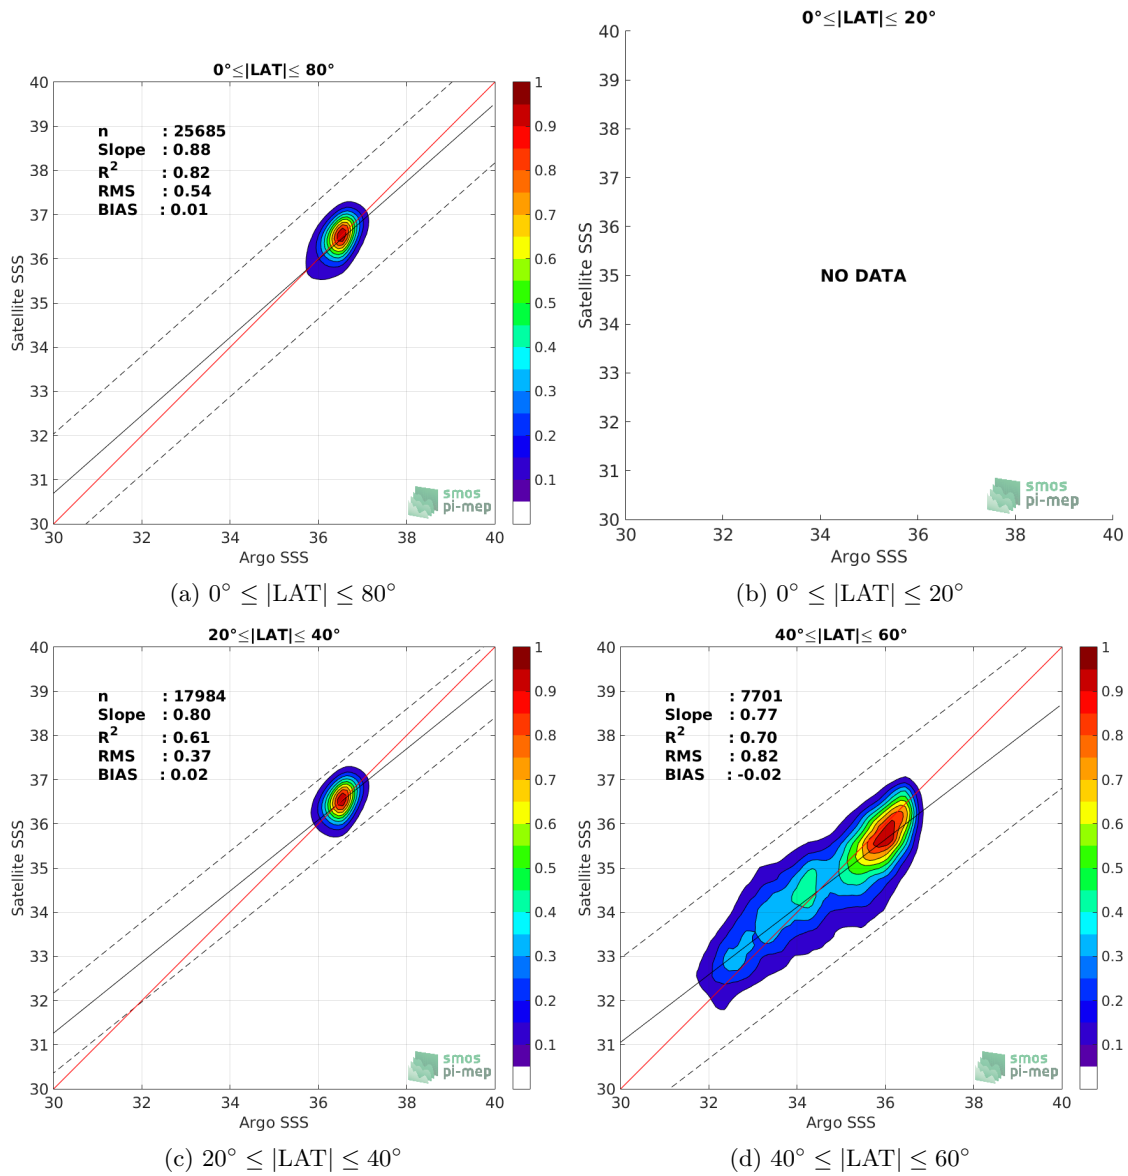 0°≤|LAT|≤ 80°
40
39
38
37
36
35
34
33
32
31
30
Satellite SSS
n : 25685
Slope : 0.88
R2 : 0.82
RMS : 0.54
BIAS : 0.01
1
0.9
0.8
0.7
0.6
0.5
0.4
0.3
0.2
0.1
smos
pi-mep
30 32 34 36 38 40
Argo SSS
(a) 0° ≤ |LAT| ≤ 80°
0°≤|LAT|≤ 20°
40
39
38
37
36
35
34
33
32
31
30
Satellite SSS
NO DATA
smos
pi-mep
30 32 34 36 38 40
Argo SSS
(b) 0° ≤ |LAT| ≤ 20°
20°≤|LAT|≤ 40°
40
39
38
37
36
35
34
33
32
31
30
Satellite SSS
n : 17984
Slope : 0.80
R2 : 0.61
RMS : 0.37
BIAS : 0.02
1
0.9
0.8
0.7
0.6
0.5
0.4
0.3
0.2
0.1
smos
pi-mep
30 32 34 36 38 40
Argo SSS
(c) 20° ≤ |LAT| ≤ 40°
40°≤|LAT|≤ 60°
40
39
38
37
36
35
34
33
32
31
30
Satellite SSS
n : 7701
Slope : 0.77
R2 : 0.70
RMS : 0.82
BIAS : -0.02
1
0.9
0.8
0.7
0.6
0.5
0.4
0.3
0.2
0.1
smos
pi-mep
30 32 34 36 38 40
Argo SSS
(d) 40° ≤ |LAT| ≤ 60°